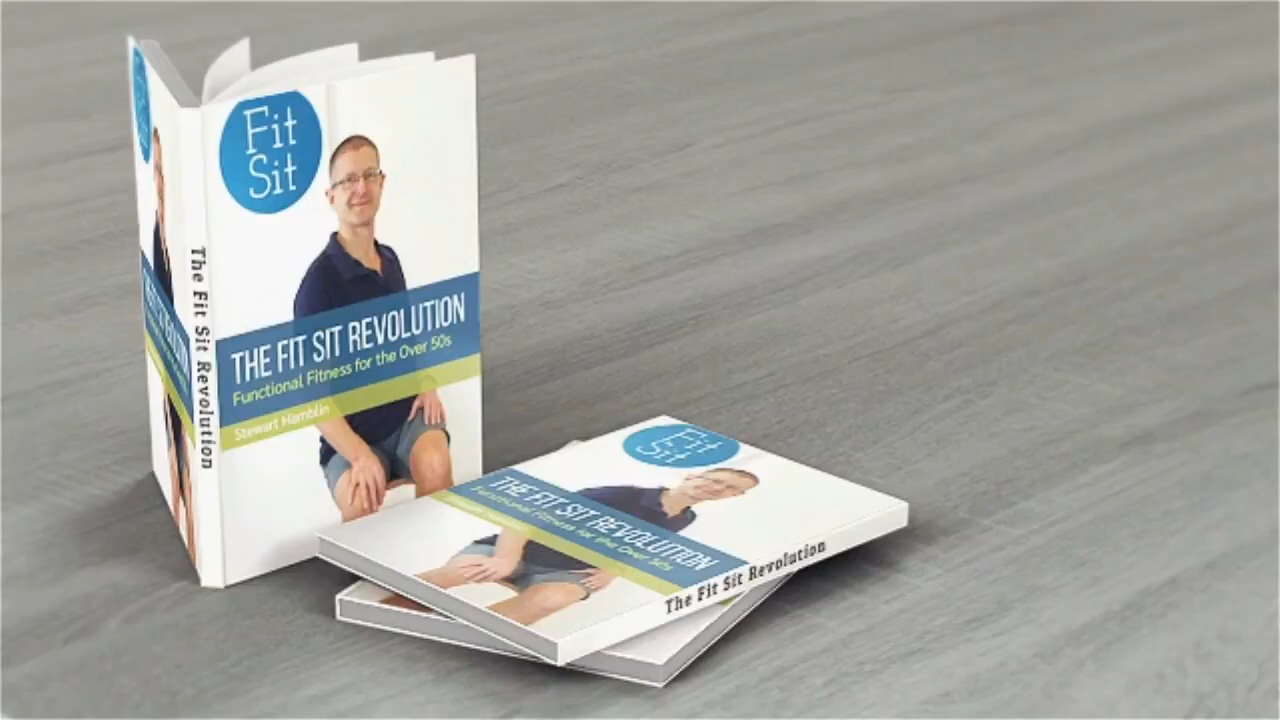 Fit
Sit
THE FIT SIT REVOLUTION
Functional Fitness for the Over 50s
Stewart Hamblin
The Fit Sit Revolution
Fit
Sit
THE FIT SIT REVOLUTION
Functional Fitness for the Over 50s
The Fit Sit Revolution